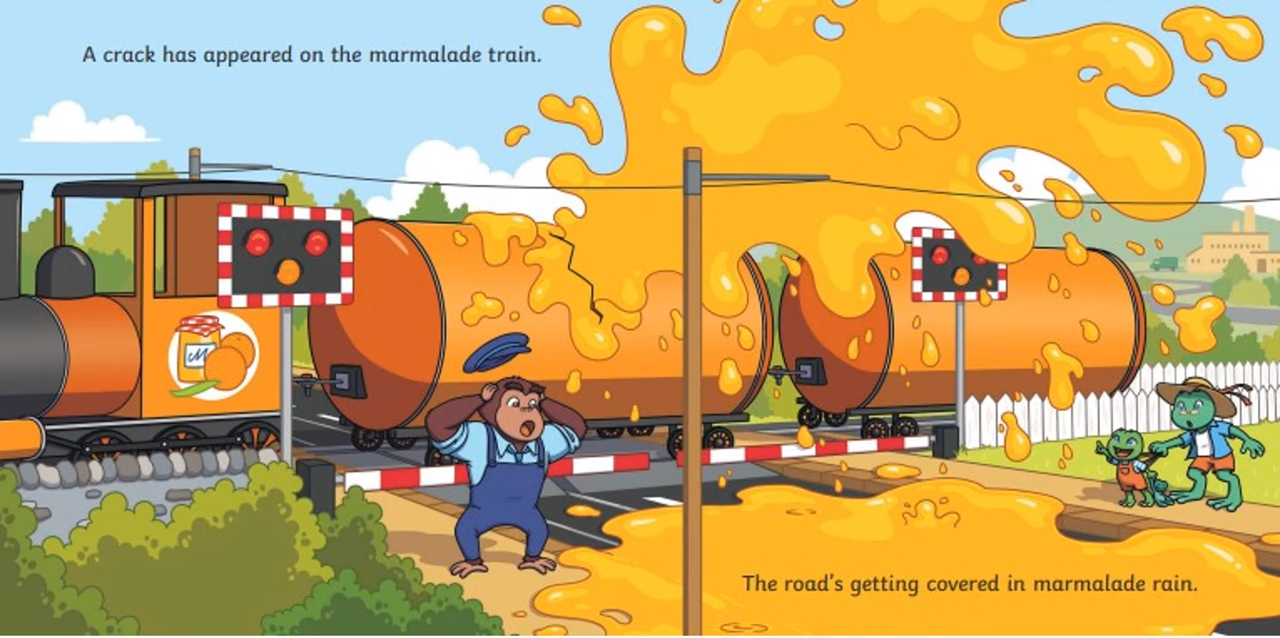 A crack has appeared on the marmalade train.
M
The road's getting covered in marmalade rain.